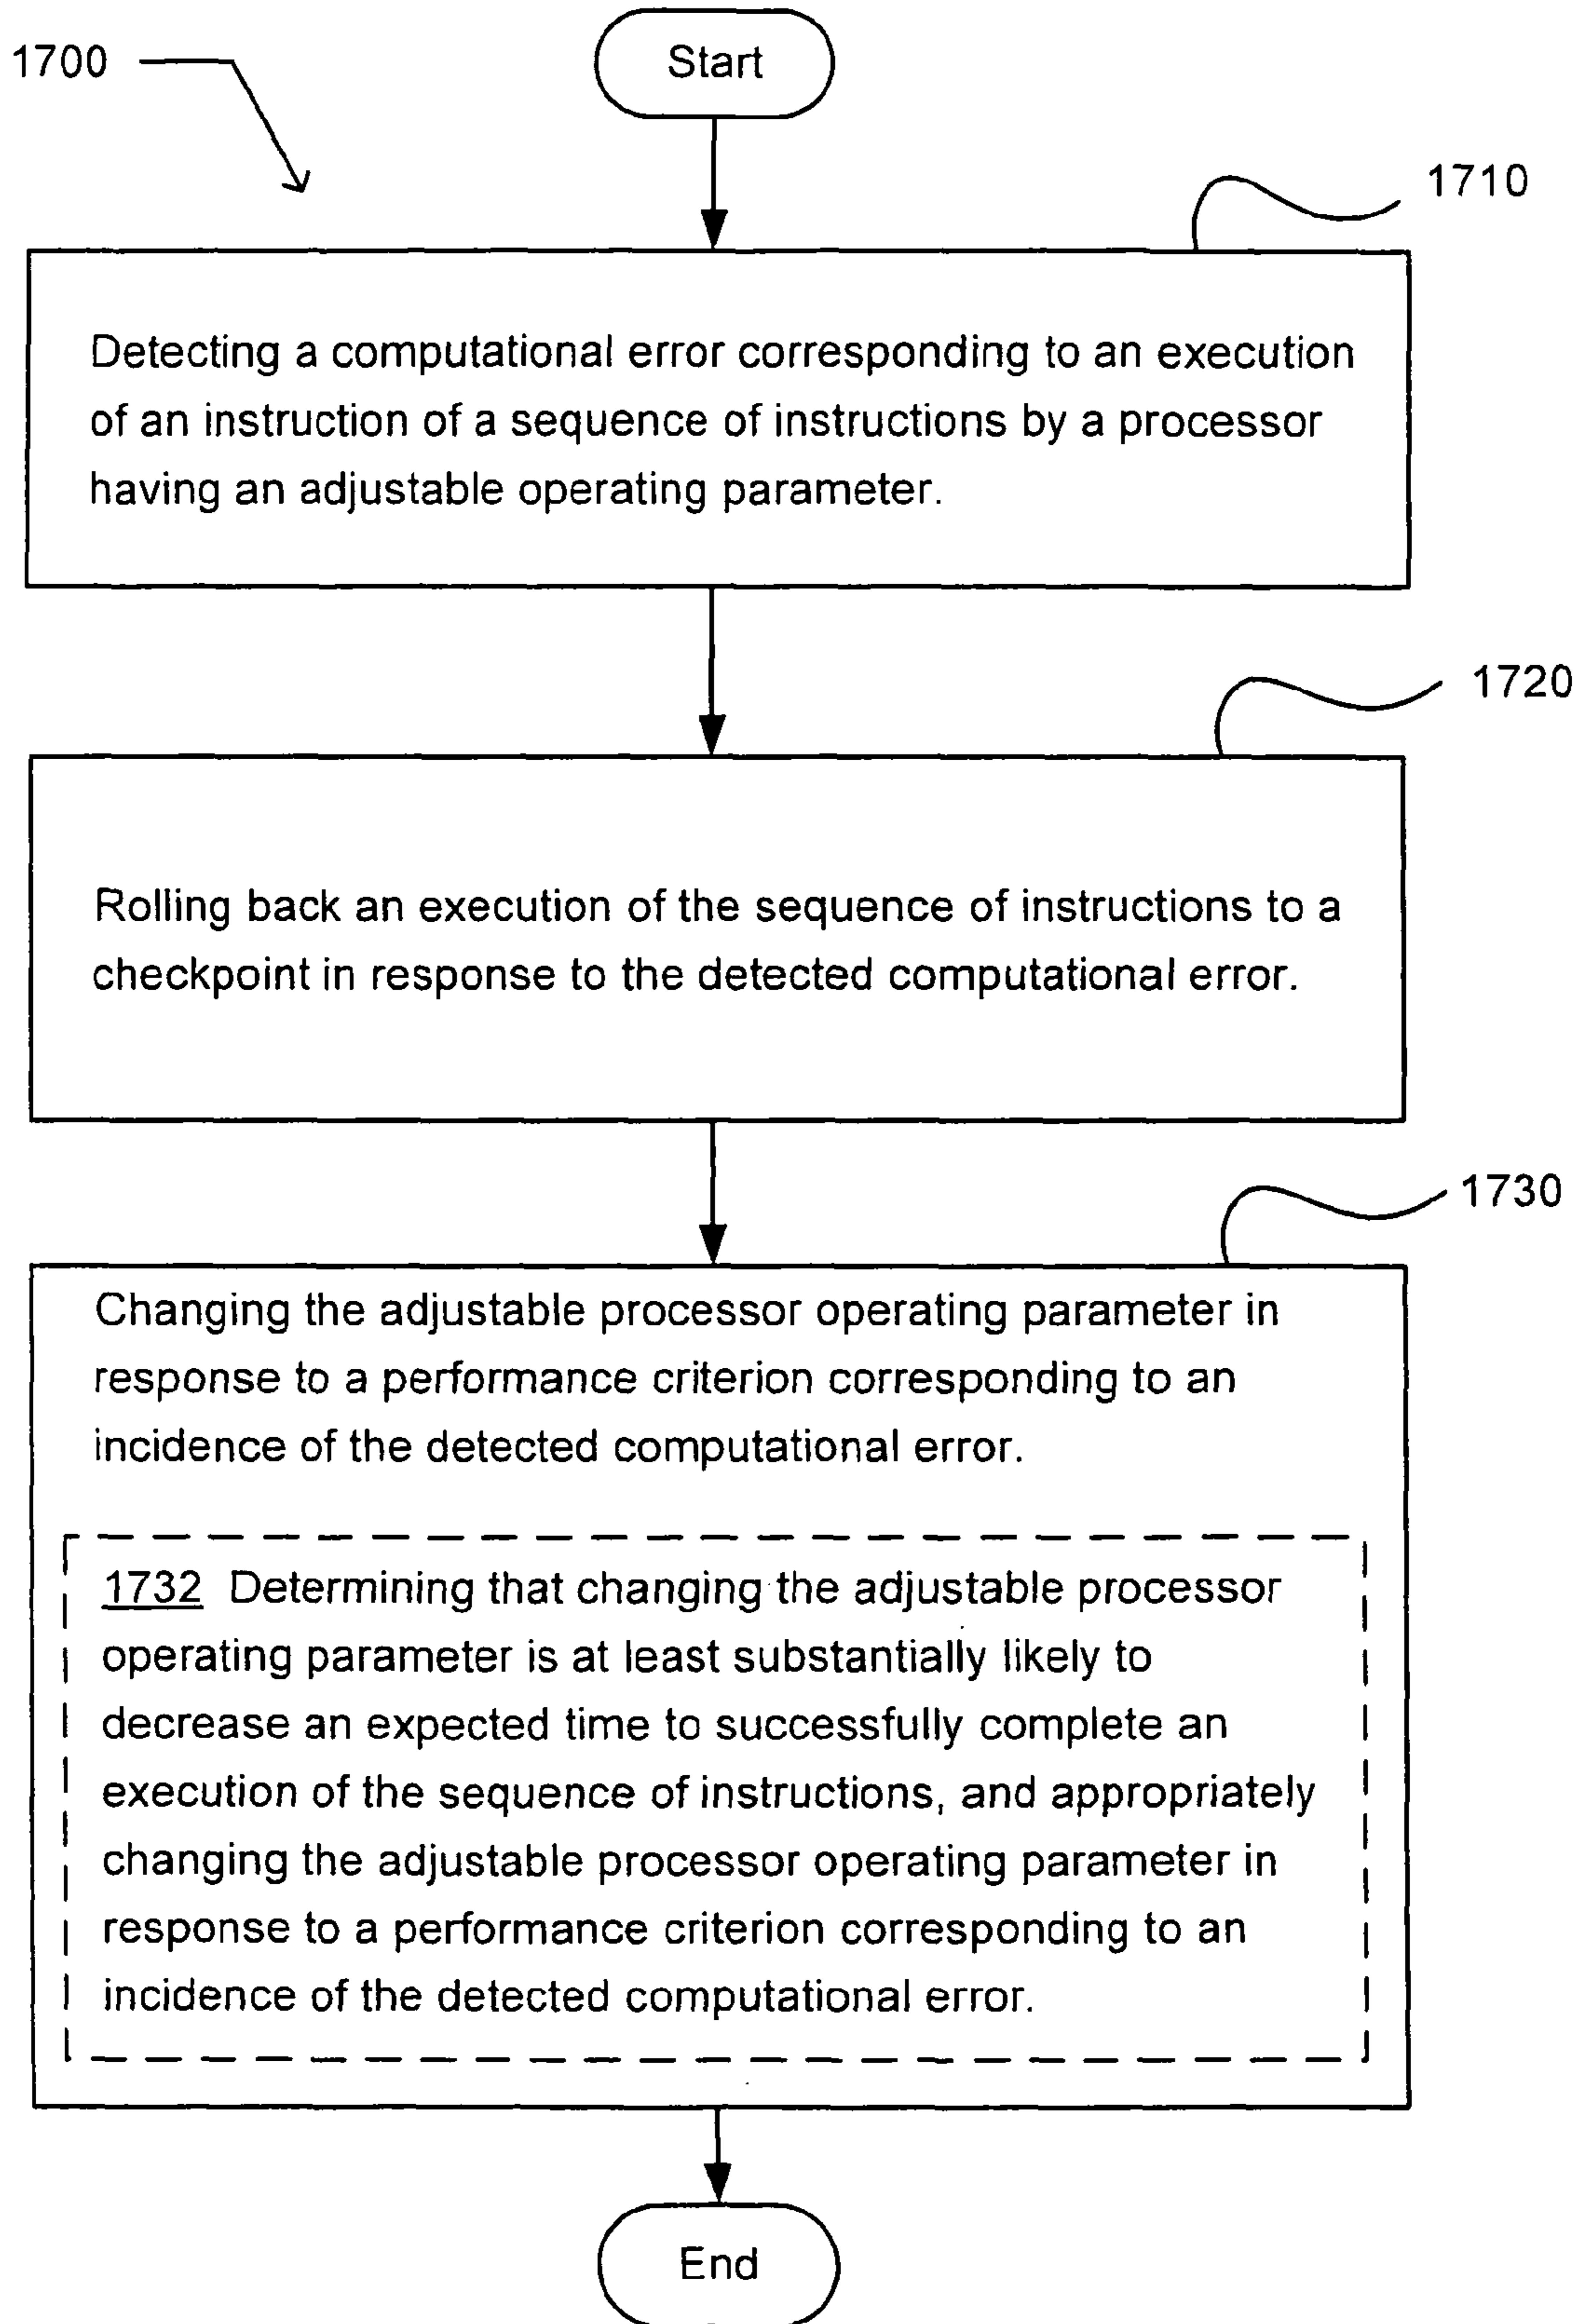 1700
Start
1710
Detecting a computational error corresponding to an execution
of an instruction of a sequence of instructions by a processor
having an adjustable operating parameter.
1720
Rolling back an execution of the sequence of instructions to a
checkpoint in response to the detected computational error.
1730
Changing the adjustable processor operating parameter in
response to a performance criterion corresponding to an
incidence of the detected computational error.
1732 Determining that changing the adjustable processor
operating parameter is at least substantially likely to
decrease an expected time to successfully complete an
execution of the sequence of instructions, and appropriately
changing the adjustable processor operating parameter in
response to a performance criterion corresponding to an
incidence of the detected computational error.
End